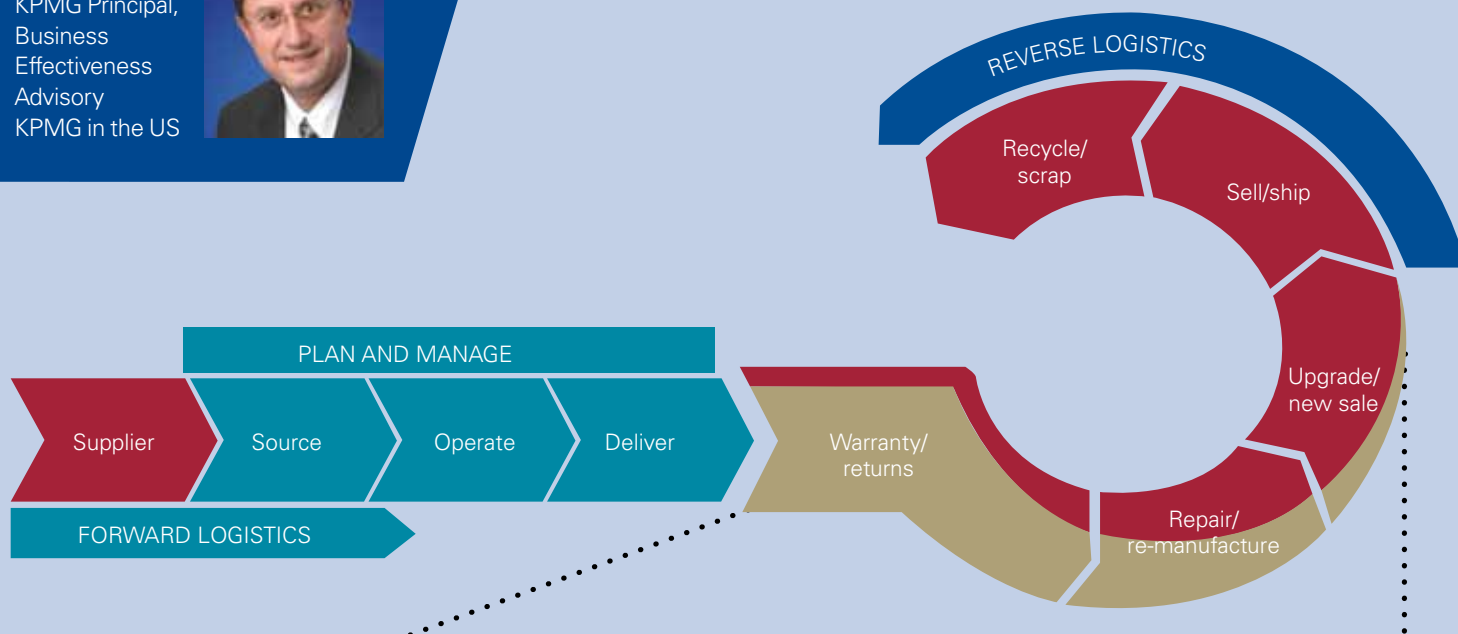 KPMG Principal,
Business
Effectiveness
Advisory
KPMG in the US
REVERSE LOGISTICS
Recycle/
scrap
Sell/ship
Upgrade/
new sale
Repair/
re-manufacture
PLAN AND MANAGE
Supplier
Source
Operate
Deliver
Warranty/
returns
FORWARD LOGISTICS